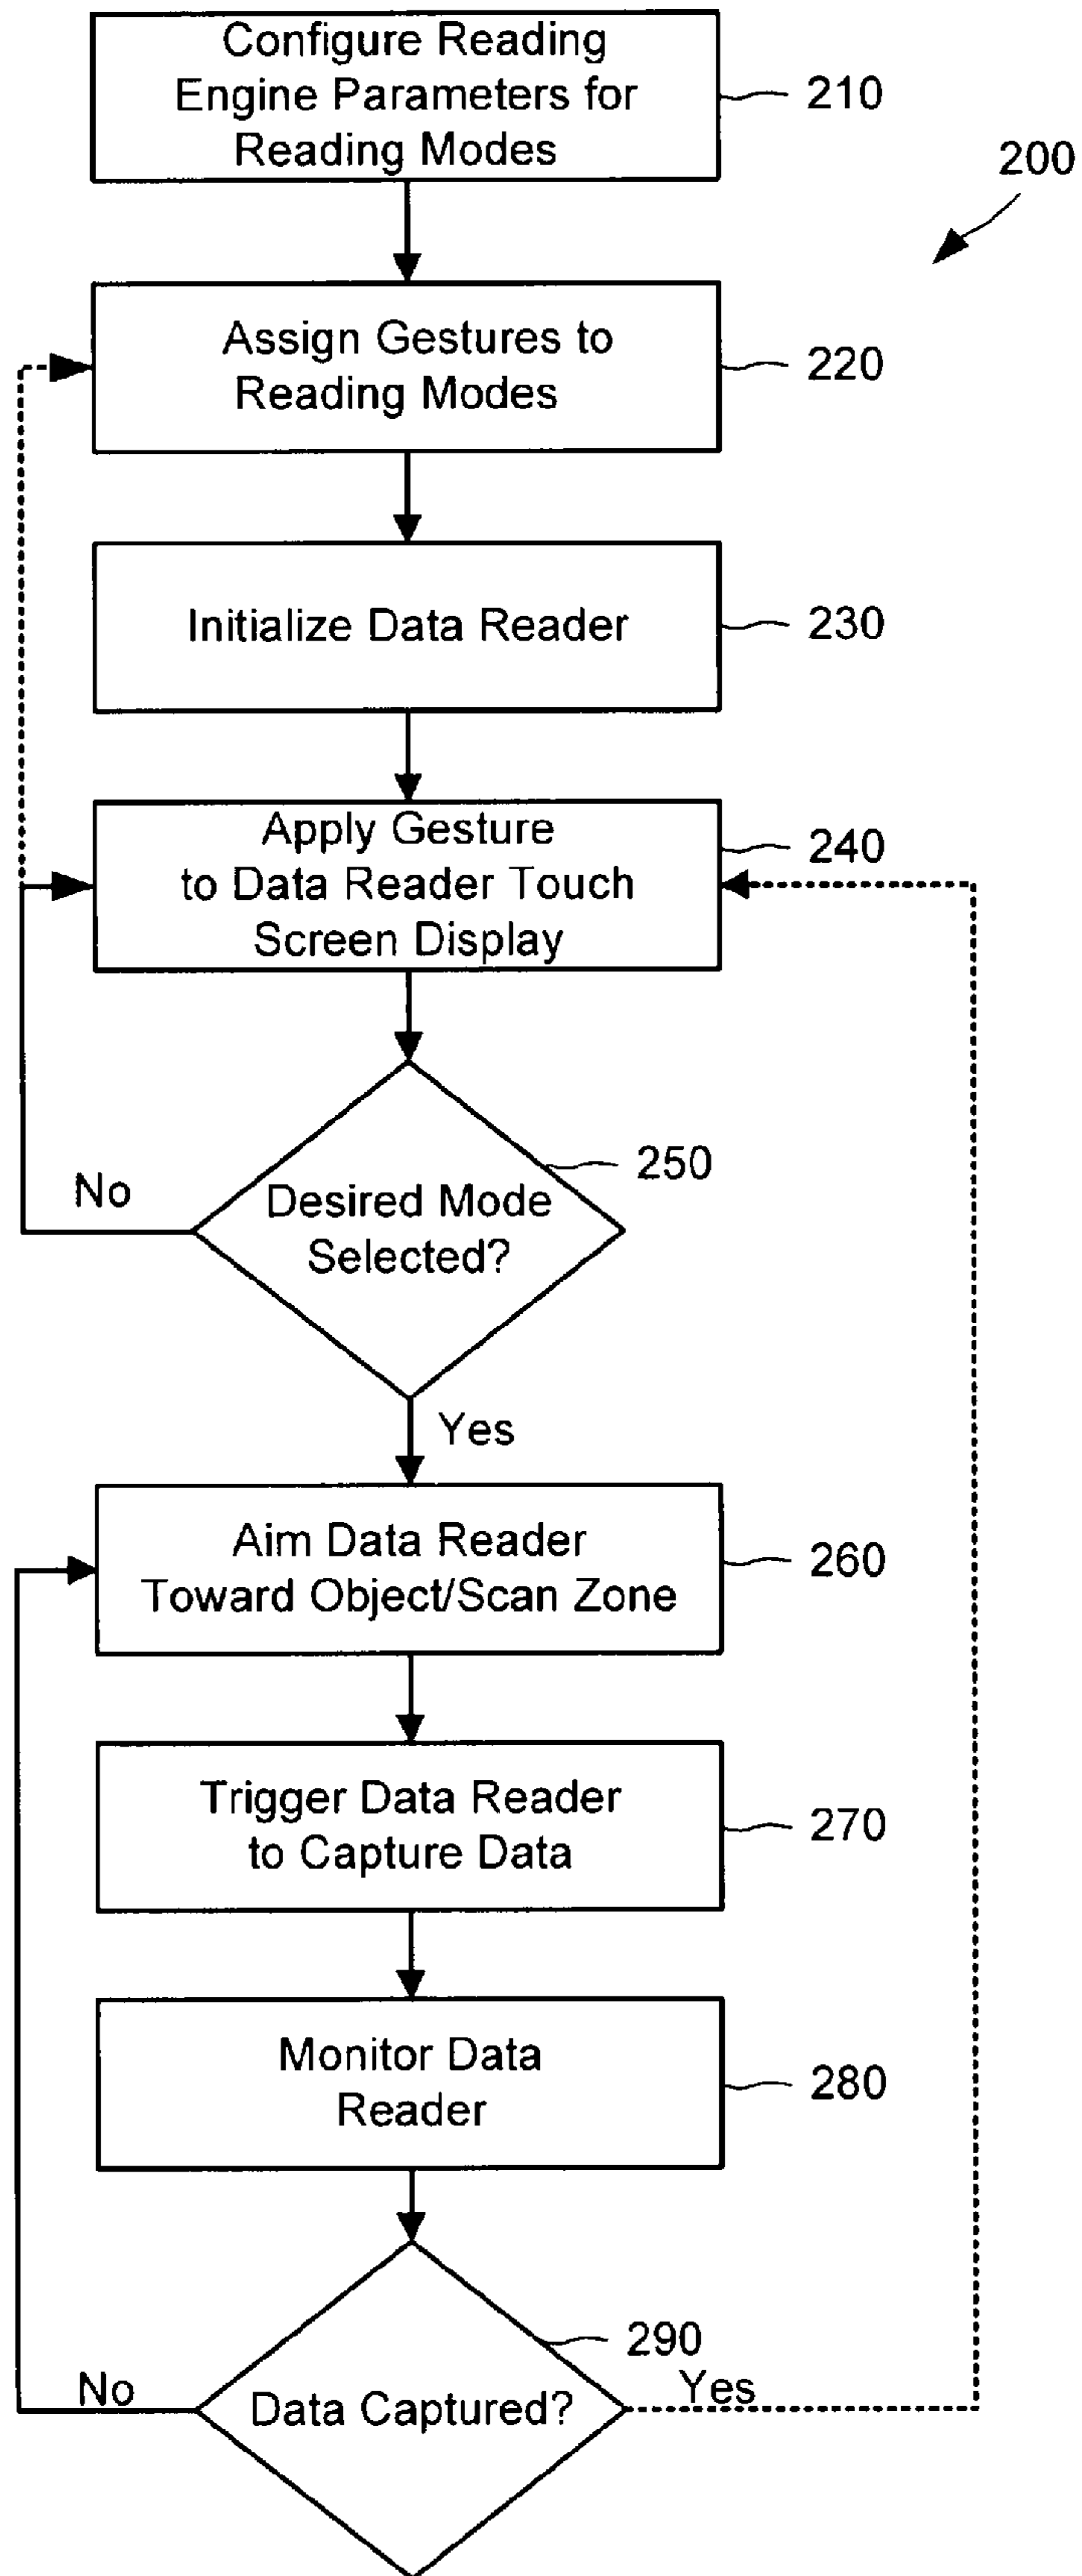 Configure Reading
Engine Parameters for
Reading Modes
210
200
Assign Gestures to
Reading Modes
220
Initialize Data Reader
230
Apply Gesture
to Data Reader Touch
Screen Display
240
250
No
Desired Mode
Selected?
Yes
Aim Data Reader
Toward Object/Scan Zone
260
Trigger Data Reader
to Capture Data
270
Monitor Data
Reader
280
290
No
Yes
Data Captured?